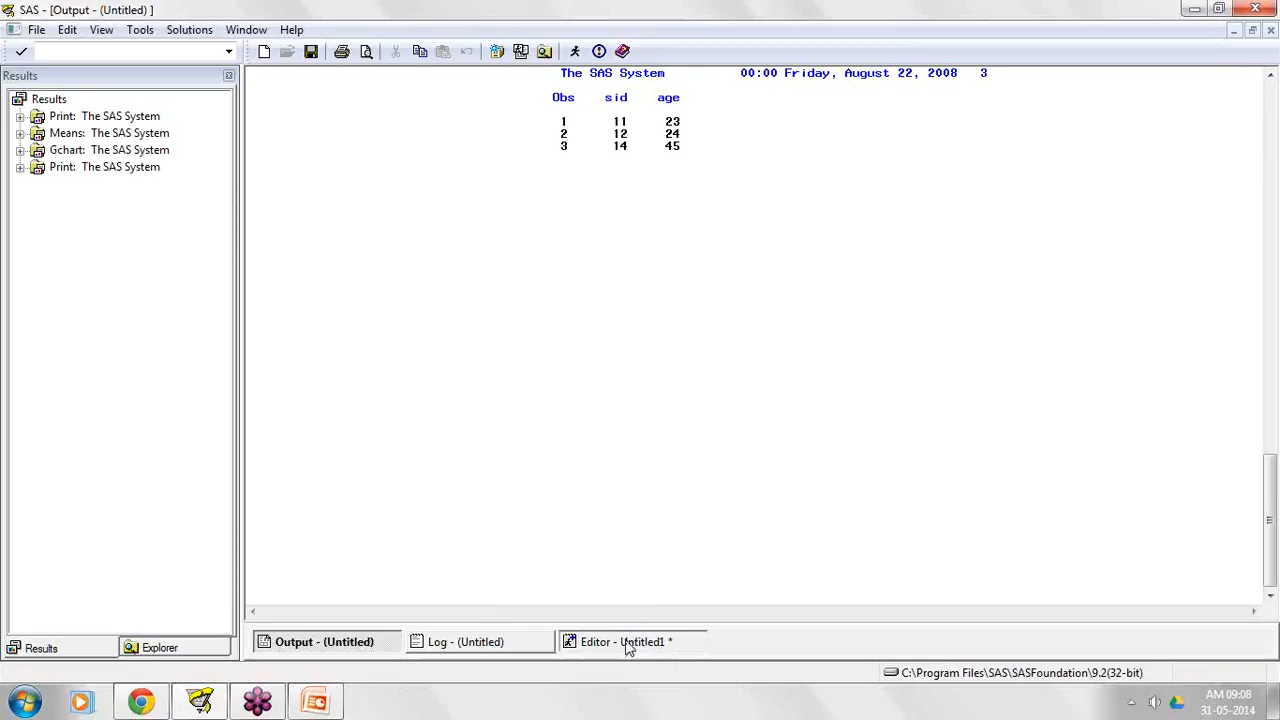 SAS - [Output - (Untitled) ]
File Edit View Tools Solutions Window Help
Results
Results
Print: The SAS System
Means: The SAS System
Gchart: The SAS System
Print: The SAS System
The SAS System 00:00 Friday, August 22, 2008 3
Obs sid age
1 11 23
2 12 24
3 14 45
Results Explorer
Output - (Untitled) Log - (Untitled) Editor - Untitled1 *
C:\Program Files\SAS\SASFoundation\9.2(32-bit)
AM 09:08
31-05-2014